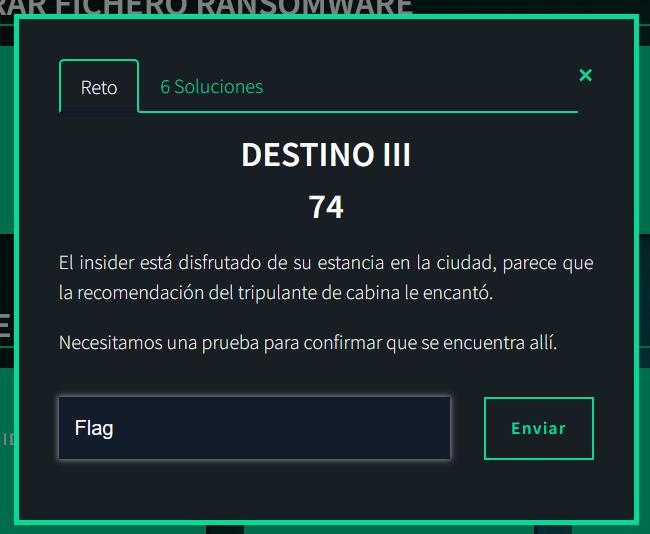 RAR FICHERO RANSOMWARE
Reto
6 Soluciones
×
DESTINO III
74
El insider está disfrutado de su estancia en la ciudad, parece que
la recomendación del tripulante de cabina le encantó.
Necesitamos una prueba para confirmar que se encuentra allí.
Flag
Enviar
E
ID